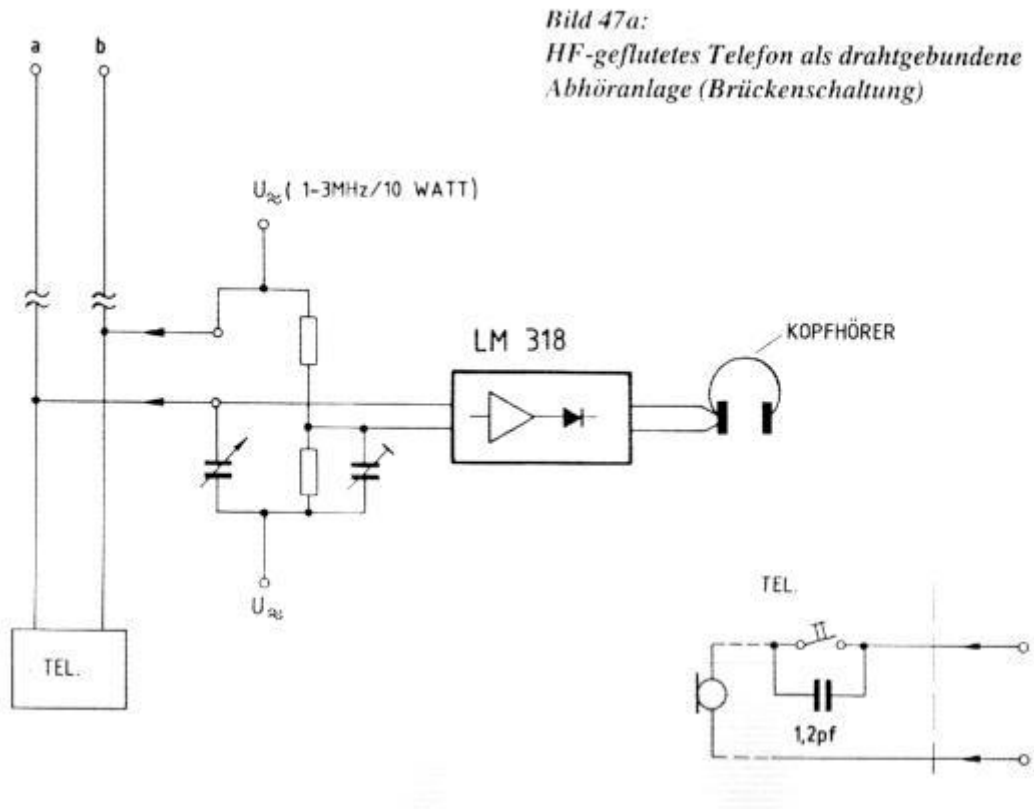 Bild 47a:
HF-geflutetes Telefon als drahtgebundene
Abhöranlage (Brückenschaltung)
a b
U≈ ( 1-3MHz/10 WATT)
KOPFHÖRER
LM 318
U≈
TEL.
TEL.
1,2pf